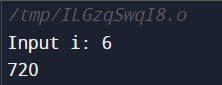 /tmp/ILGzqSwqI8.o
Input i: 6
720